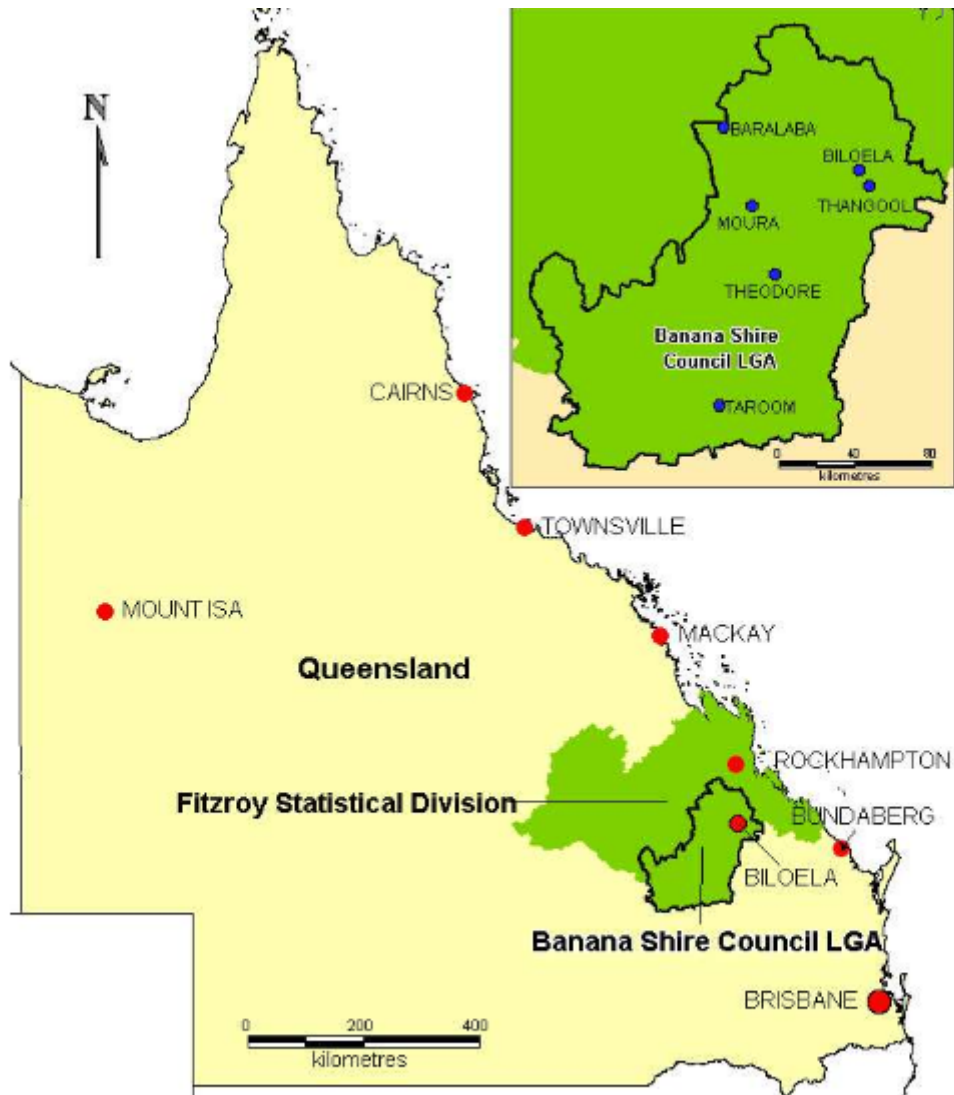 N
BARALABA
BILOELA
THANGOOL
MOURA
THEODORE
Banana Shire
Council LGA
TAROOM
0 40 80
kilometres
CAIRNS
TOWNSVILLE
MOUNT ISA
MACKAY
Queensland
ROCKHAMPTON
Fitzroy Statistical Division
BUNDABERG
BILOELA
Banana Shire Council LGA
BRISBANE
0 200 400
kilometres